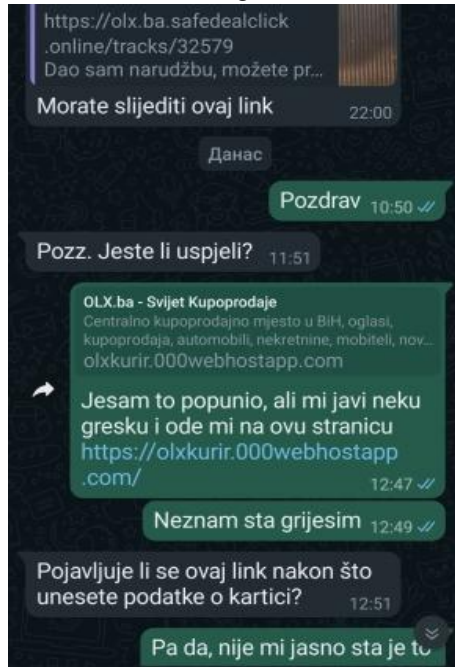 https://olx.ba.safedealclick
.online/tracks/32579
Dao sam narudžbu, možete pr...
Morate slijediti ovaj link
22:00
Данас
Pozdrav 10:50
Pozz. Jeste li uspjeli? 11:51
OLX.ba - Svijet Kupoprodaje
Centralno kupoprodajno mjesto u BiH, oglasi,
kupoprodaja, automobili, nekretnine, mobiteli, nov...
olxkurir.000webhostapp.com
Jesam to popunio, ali mi javi neku
gresku i ode mi na ovu stranicu
https://olxkurir.000webhostapp
.com/
12:47
Neznam sta grijesim 12:49
Pojavljuje li se ovaj link nakon što
unesete podatke o kartici?
12:51
Pa da, nije mi jasno sta je to